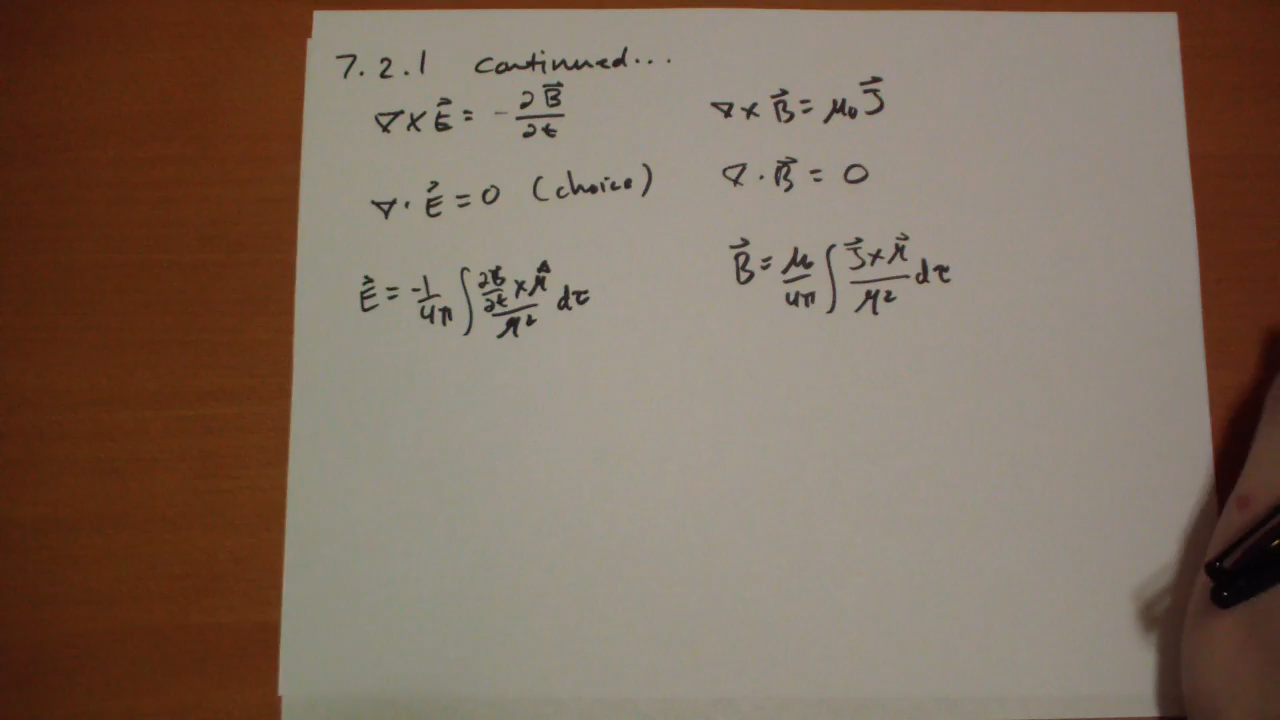 7.2.1 continued...
∇×E⃗ = -∂B⃗/∂t
∇×B⃗ = μ₀J⃗
∇·E⃗ = 0 (choice)
∇·B⃗ = 0
E⃗ = -1/4π ∫ (∂B⃗/∂t × r̂)/r² dτ
B⃗ = μ₀/4π ∫ (J⃗ × r⃗)/r² dτ